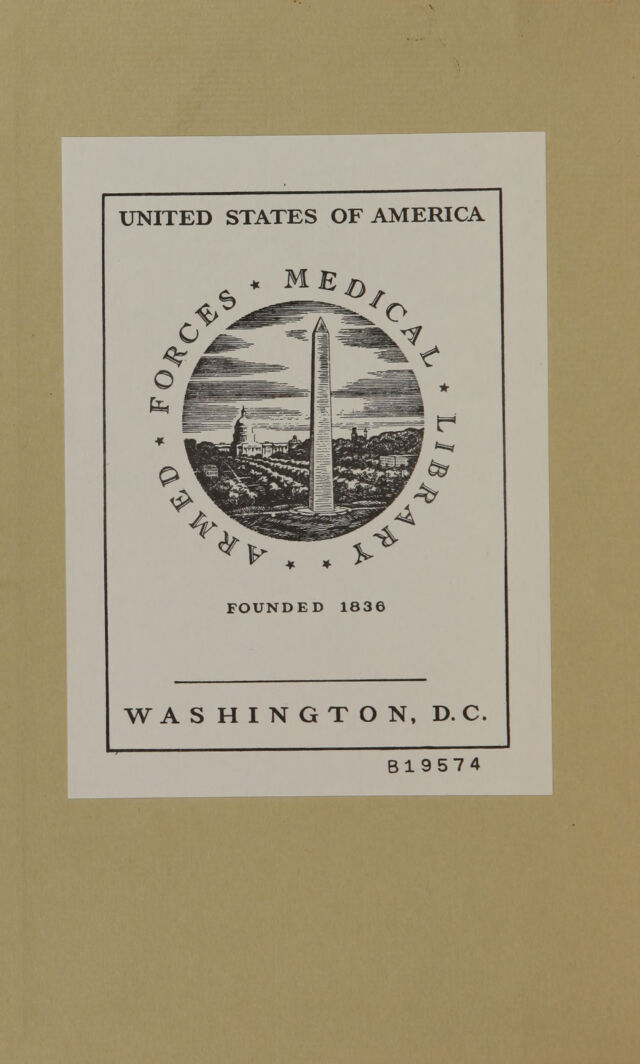 UNITED STATES OF AMERICA
ARMED ★ FORCES ★ MEDICAL ★ LIBRARY ★ ★
FOUNDED 1836
WASHINGTON, D.C.
B19574